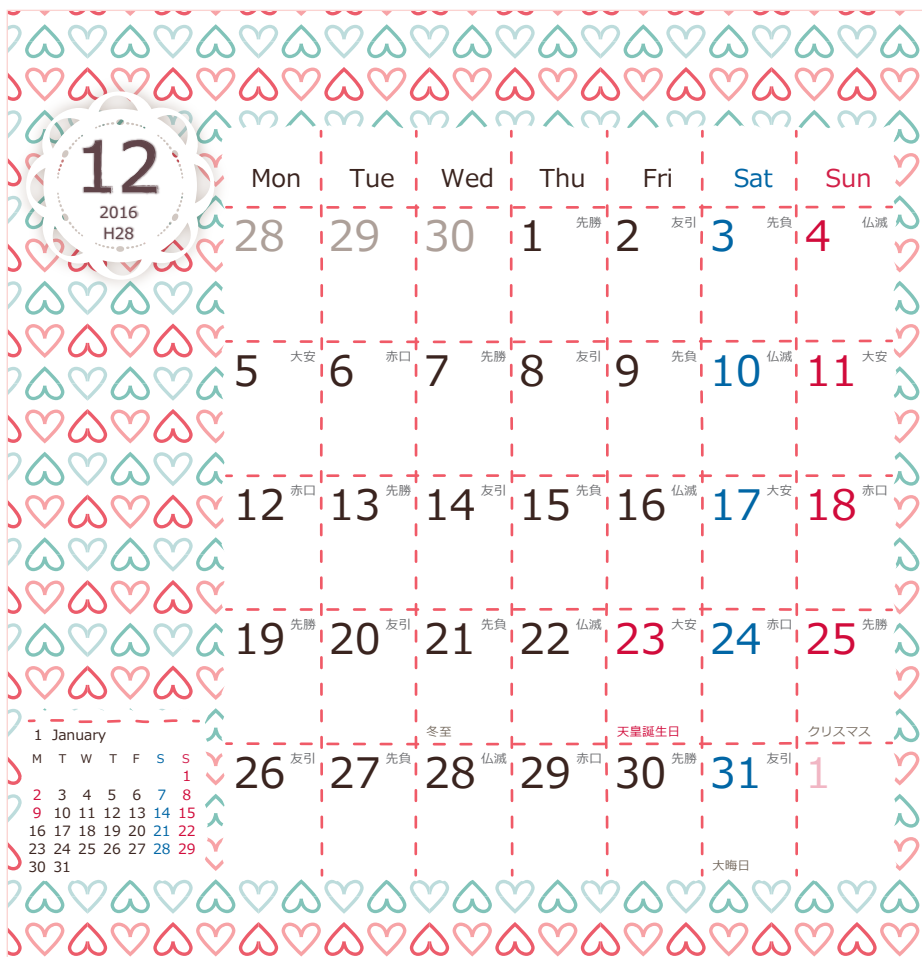 12
2016
H28
Mon Tue Wed Thu Fri Sat Sun
28 29 30 1 先勝 2 友引 3 先負 4 仏滅
5 大安 6 赤口 7 先勝 8 友引 9 先負 10 仏滅 11 大安
12 赤口 13 先勝 14 友引 15 先負 16 仏滅 17 大安 18 赤口
19 先勝 20 友引 21 先負 22 仏滅 23 大安 24 赤口 25 先勝
冬至 天皇誕生日 クリスマス
26 友引 27 先負 28 仏滅 29 赤口 30 先勝 31 友引 1
大晦日
1 January
M T W T F S S
1
2 3 4 5 6 7 8
9 10 11 12 13 14 15
16 17 18 19 20 21 22
23 24 25 26 27 28 29
30 31